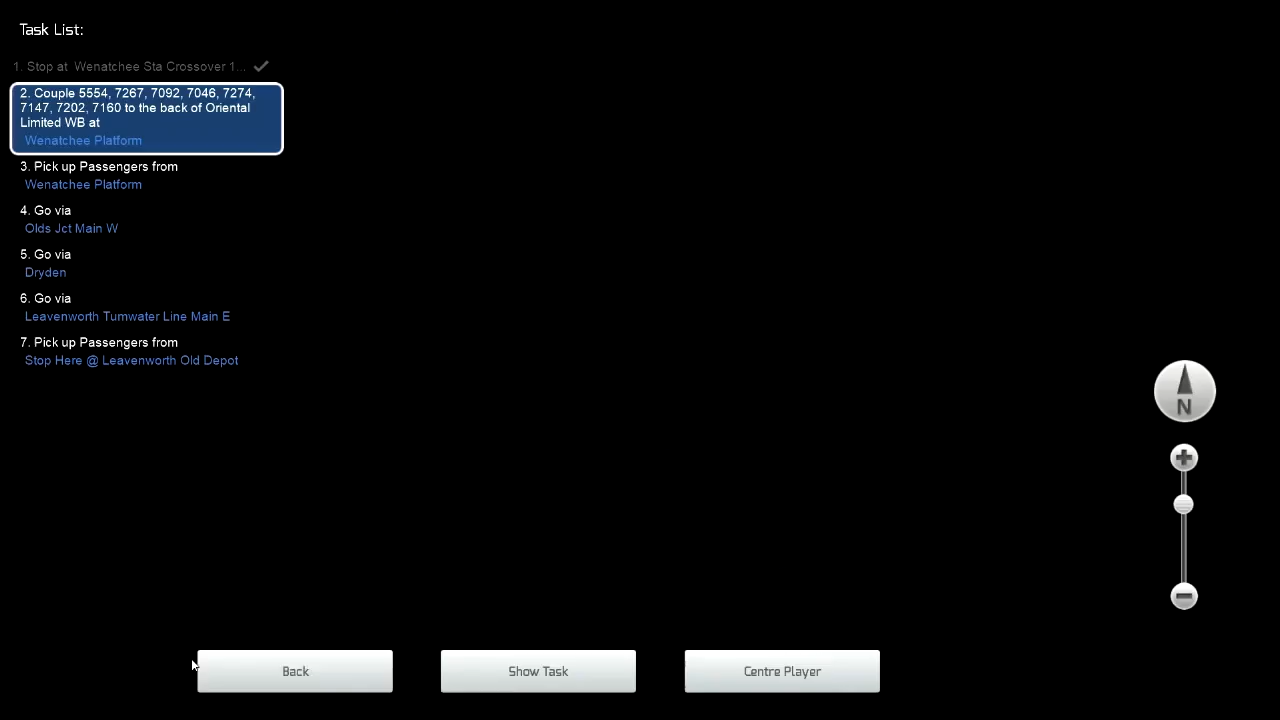 Task List:
1. Stop at  Wenatchee Sta Crossover 1...
2. Couple 5554, 7267, 7092, 7046, 7274,
7147, 7202, 7160 to the back of Oriental
Limited WB at
Wenatchee Platform
3. Pick up Passengers from
Wenatchee Platform
4. Go via
Olds Jct Main W
5. Go via
Dryden
6. Go via
Leavenworth Tumwater Line Main E
7. Pick up Passengers from
Stop Here @ Leavenworth Old Depot
N
Back
Show Task
Centre Player